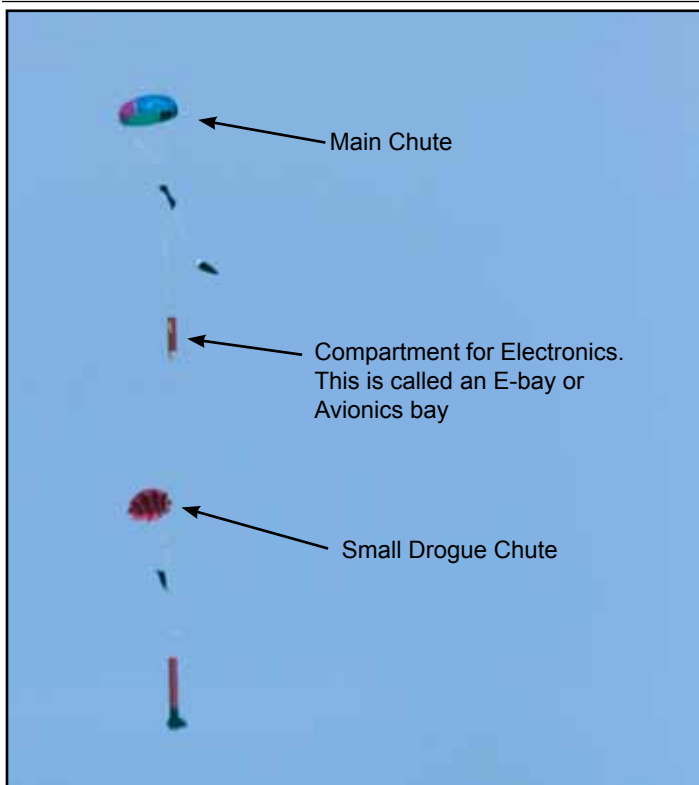 Main Chute
Compartment for Electronics.
This is called an E-bay or
Avionics bay
Small Drogue Chute